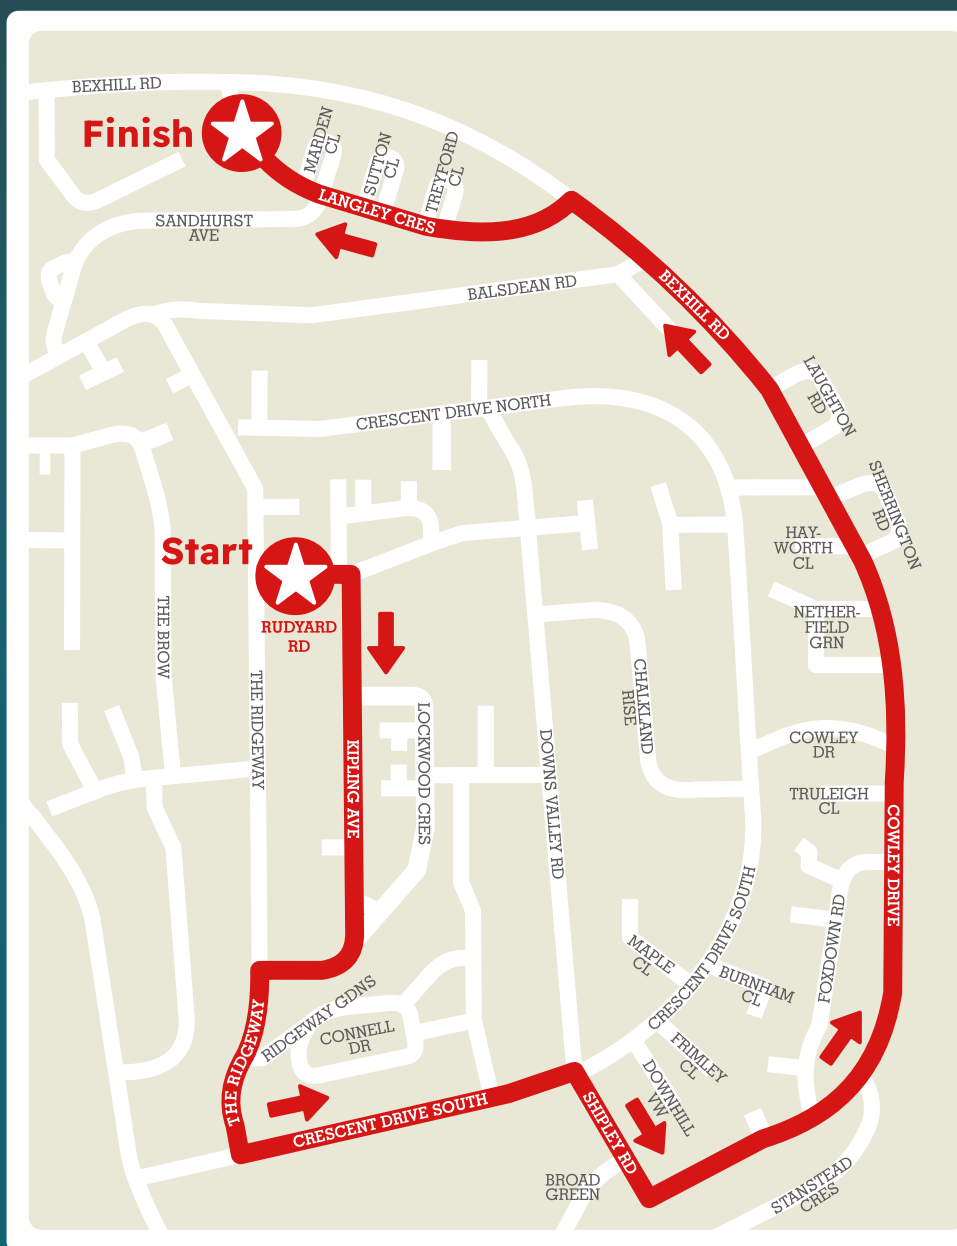 BEXHILL RD
Finish
MARDEN
CL
SUTTON
CL
TREYFORD
CL
LANGLEY CRES
SANDHURST
AVE
BALSDEAN RD
BEXHILL RD
LAUGHTON
RD
CRESCENT DRIVE NORTH
SHERRINGTON
RD
HAY-
WORTH
CL
Start
RUDYARD
RD
THE BROW
NETHER-
FIELD
GRN
THE RIDGEWAY
LOCKWOOD CRES
KIPLING AVE
DOWNS VALLEY RD
CHALKLAND
RISE
COWLEY
DR
TRULEIGH
CL
COWLEY DRIVE
FOXDOWN RD
CRESCENT DRIVE SOUTH
MAPLE
CL
BURNHAM
CL
THE RIDGEWAY
RIDGEWAY GDNS
CONNELL
DR
FRIMLEY
CL
DOWNHILL
VW
CRESCENT DRIVE SOUTH
SHIPLEY RD
BROAD
GREEN
STANSTEAD
CRES